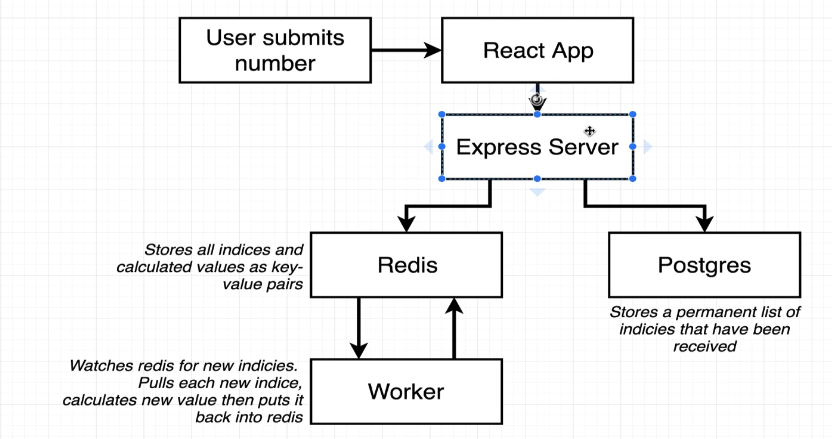 User submits
number
React App
Express Server
Stores all indices and
calculated values as key-
value pairs
Redis
Postgres
Stores a permanent list of
indicies that have been
received
Watches redis for new indicies.
Pulls each new indice,
calculates new value then puts it
back into redis
Worker